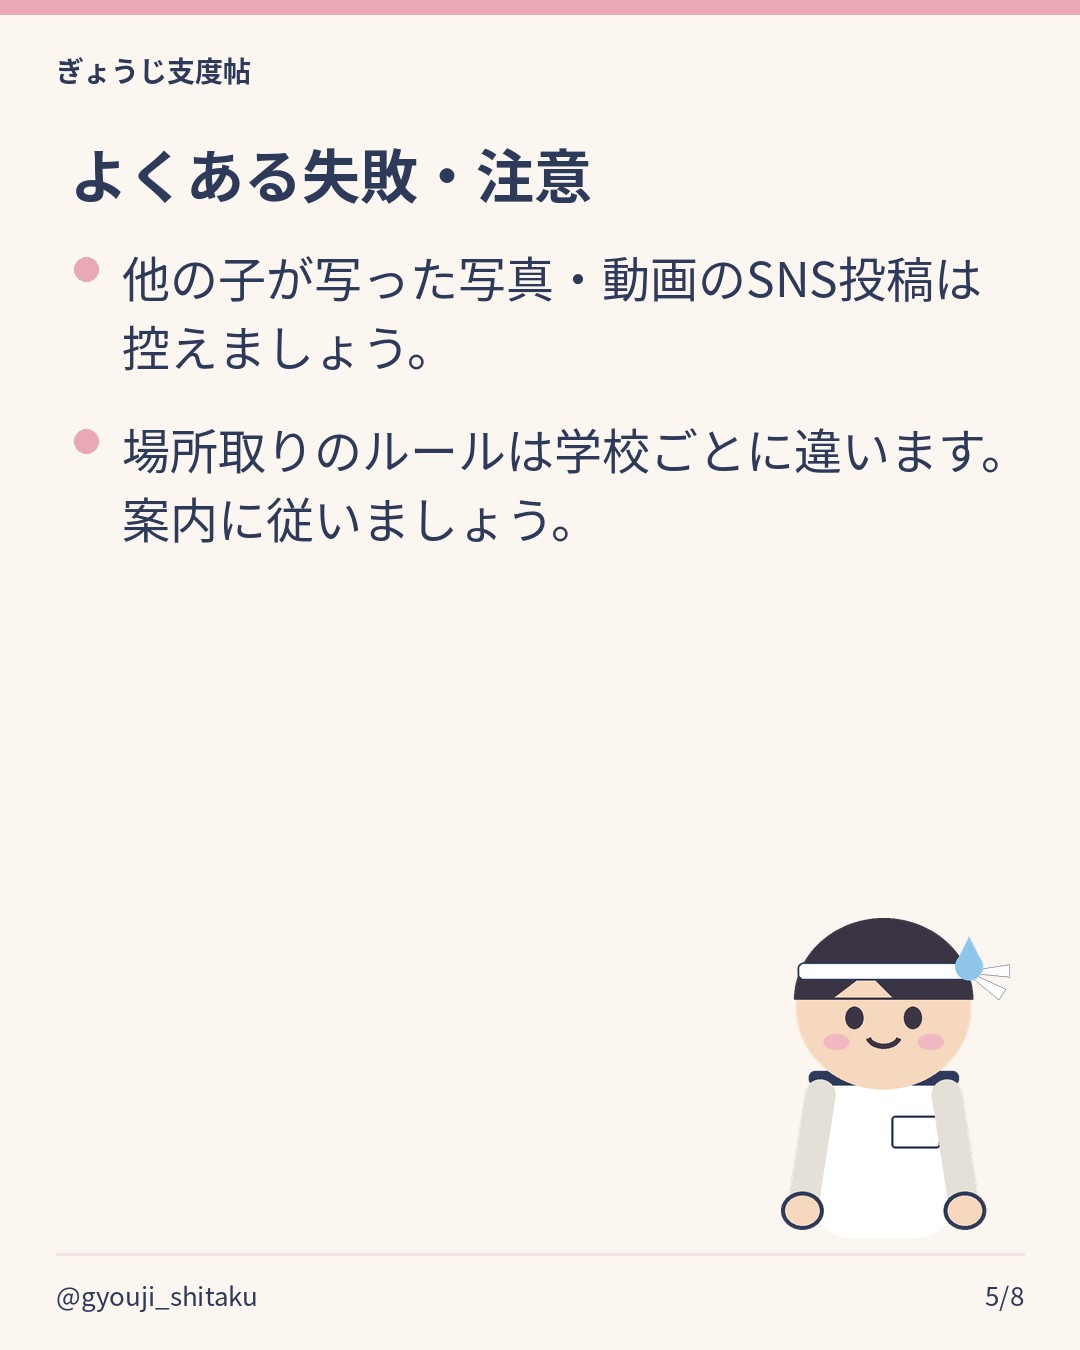 ぎょうじ支度帖
よくある失敗・注意
他の子が写った写真・動画のSNS投稿は
控えましょう。
場所取りのルールは学校ごとに違います。
案内に従いましょう。
@gyouji_shitaku
5/8